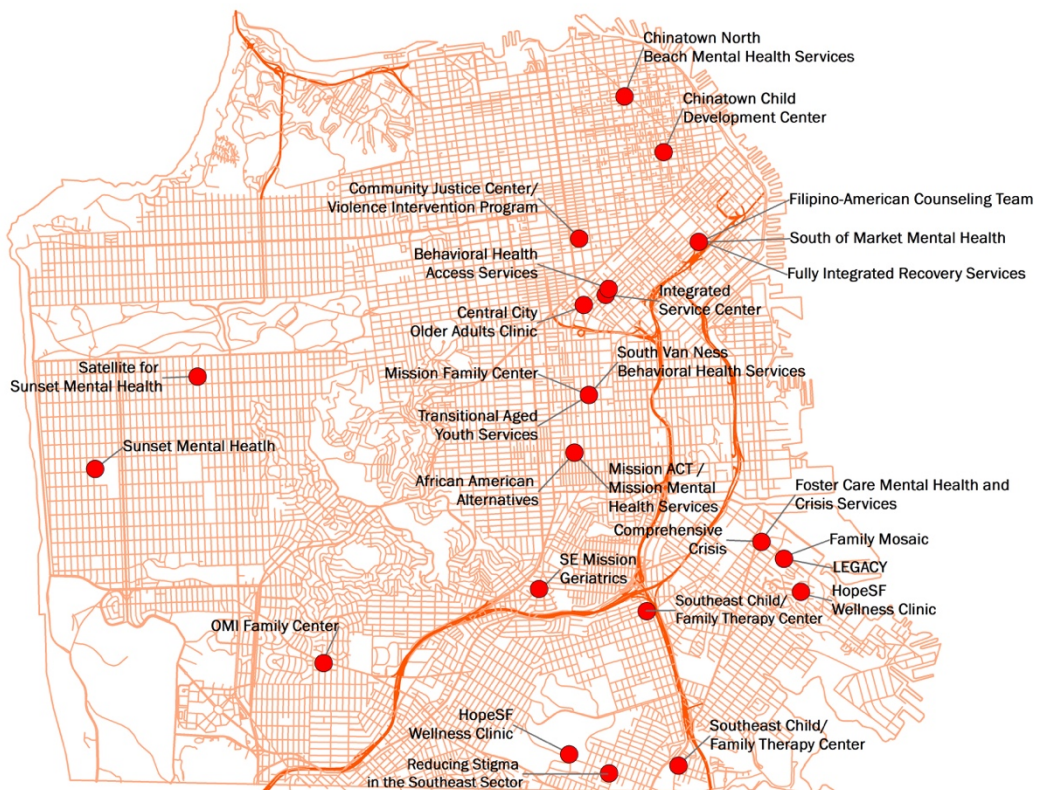 Chinatown North
Beach Mental Health Services
Chinatown Child
Development Center
Community Justice Center/
Violence Intervention Program
Filipino-American Counseling Team
South of Market Mental Health
Fully Integrated Recovery Services
Behavioral Health
Access Services
Integrated
Service Center
Central City
Older Adults Clinic
South Van Ness
Behavioral Health Services
Mission Family Center
Satellite for
Sunset Mental Health
Transitional Aged
Youth Services
Sunset Mental Heatlh
African American
Alternatives
Mission ACT /
Mission Mental
Health Services
Foster Care Mental Health and
Crisis Services
Comprehensive
Crisis
Family Mosaic
LEGACY
SE Mission
Geriatrics
HopeSF
Wellness Clinic
Southeast Child/
Family Therapy Center
OMI Family Center
HopeSF
Wellness Clinic
Southeast Child/
Family Therapy Center
Reducing Stigma
in the Southeast Sector